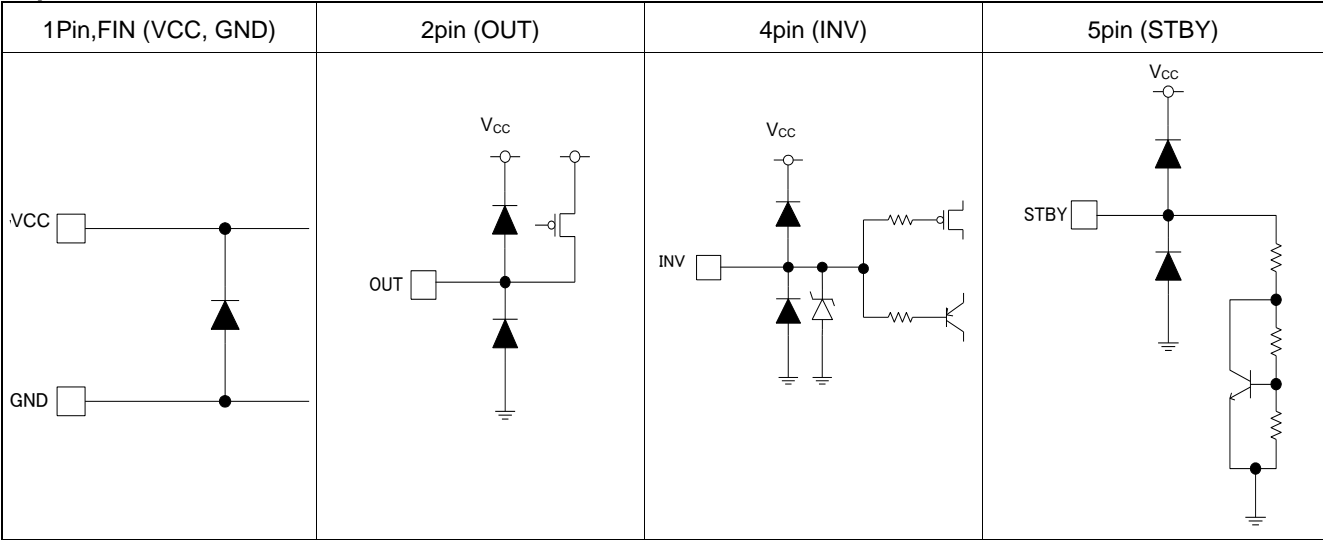 1Pin,FIN (VCC, GND)
2pin (OUT)
4pin (INV)
5pin (STBY)
VCC
GND
VCC
OUT
VCC
INV
VCC
STBY